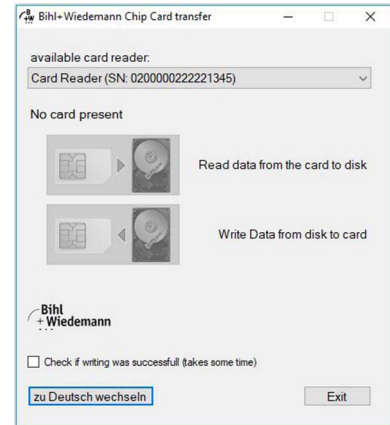 Bihl+Wiedemann Chip Card transfer
available card reader:
Card Reader (SN: 0200000222221345)
No card present
Read data from the card to disk
Write Data from disk to card
Bihl
+ Wiedemann
Check if writing was successfull (takes some time)
zu Deutsch wechseln
Exit